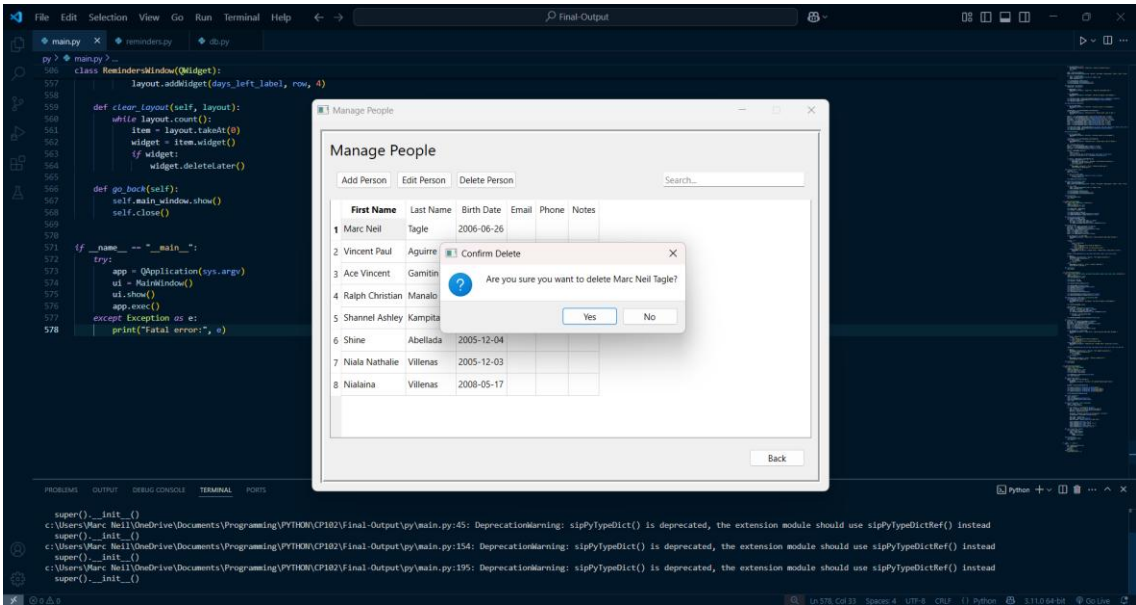 File Edit Selection View Go Run Terminal Help
Final-Output
main.py
reminders.py
db.py
py > main.py > ...
506 class RemindersWindow(QWidget):
557 layout.addWidget(days_left_label, row, 4)
558
559 def clear_layout(self, layout):
560 while layout.count():
561 item = layout.takeAt(0)
562 widget = item.widget()
563 if widget:
564 widget.deleteLater()
565
566 def go_back(self):
567 self.main_window.show()
568 self.close()
569
570
571 if __name__ == "__main__":
572 try:
573 app = QApplication(sys.argv)
574 ui = MainWindow()
575 ui.show()
576 app.exec()
577 except Exception as e:
578 print("Fatal error:", e)
Manage People
Manage People
Add Person Edit Person Delete Person Search...
First Name Last Name Birth Date Email Phone Notes
1 Marc Neil Tagle 2006-06-26
2 Vincent Paul Aguirre
3 Ace Vincent Gamitin
4 Ralph Christian Manalo
5 Shannel Ashley Kampita
6 Shine Abellada 2005-12-04
7 Niala Nathalie Villenas 2005-12-03
8 Nialaina Villenas 2008-05-17
Confirm Delete
Are you sure you want to delete Marc Neil Tagle?
Yes No
Back
PROBLEMS OUTPUT DEBUG CONSOLE TERMINAL PORTS
Python
super().__init__()
c:\Users\Marc Neil\OneDrive\Documents\Programming\PYTHON\CP102\Final-Output\py\main.py:45: DeprecationWarning: sipPyTypeDict() is deprecated, the extension module should use sipPyTypeDictRef() instead
super().__init__()
c:\Users\Marc Neil\OneDrive\Documents\Programming\PYTHON\CP102\Final-Output\py\main.py:154: DeprecationWarning: sipPyTypeDict() is deprecated, the extension module should use sipPyTypeDictRef() instead
super().__init__()
c:\Users\Marc Neil\OneDrive\Documents\Programming\PYTHON\CP102\Final-Output\py\main.py:195: DeprecationWarning: sipPyTypeDict() is deprecated, the extension module should use sipPyTypeDictRef() instead
super().__init__()
0 0 Ln 578, Col 33 Spaces: 4 UTF-8 CRLF {} Python 3.11.0 64-bit Go Live